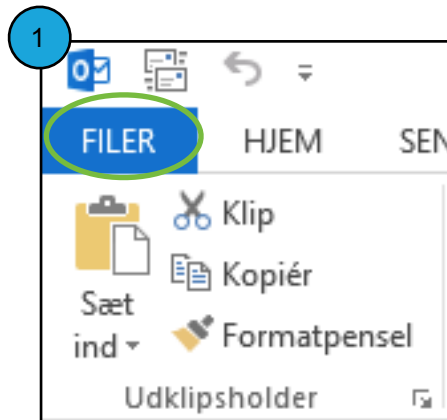 1
FILER HJEM SEN
Klip
Kopiér
Sæt
ind
Formatpensel
Udklipsholder